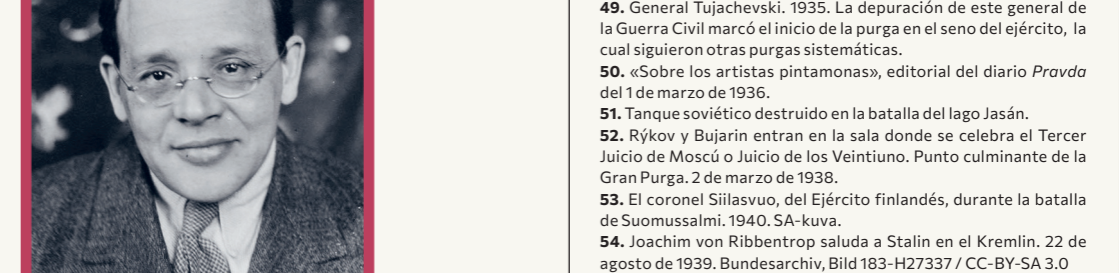 49. General Tujachevski. 1935. La depuración de este general de
la Guerra Civil marcó el inicio de la purga en el seno del ejército, la
cual siguieron otras purgas sistemáticas.
50. «Sobre los artistas pintamonas», editorial del diario Pravda
del 1 de marzo de 1936.
51. Tanque soviético destruido en la batalla del lago Jasán.
52. Rýkov y Bujarin entran en la sala donde se celebra el Tercer
Juicio de Moscú o Juicio de los Veintiuno. Punto culminante de la
Gran Purga. 2 de marzo de 1938.
53. El coronel Siilasvuo, del Ejército finlandés, durante la batalla
de Suomussalmi. 1940. SA-kuva.
54. Joachim von Ribbentrop saluda a Stalin en el Kremlin. 22 de
agosto de 1939. Bundesarchiv, Bild 183-H27337 / CC-BY-SA 3.0